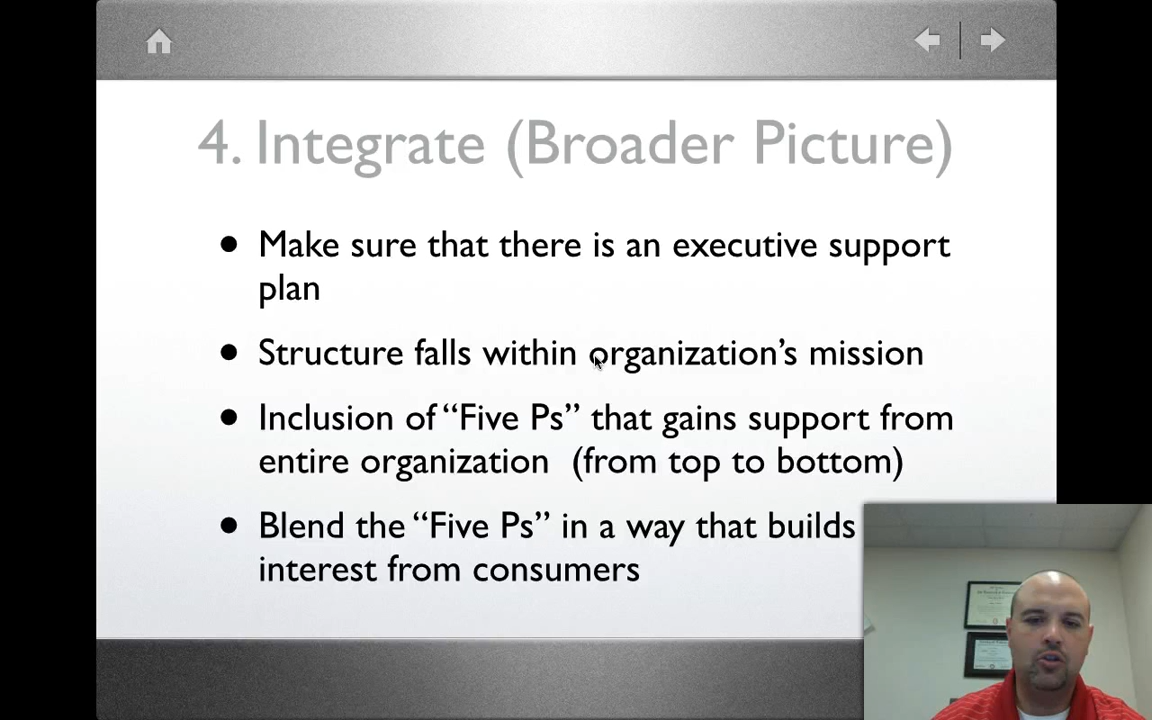 4. Integrate (Broader Picture)
• Make sure that there is an executive support
plan
• Structure falls within organization’s mission
• Inclusion of “Five Ps” that gains support from
entire organization  (from top to bottom)
• Blend the “Five Ps” in a way that builds
interest from consumers